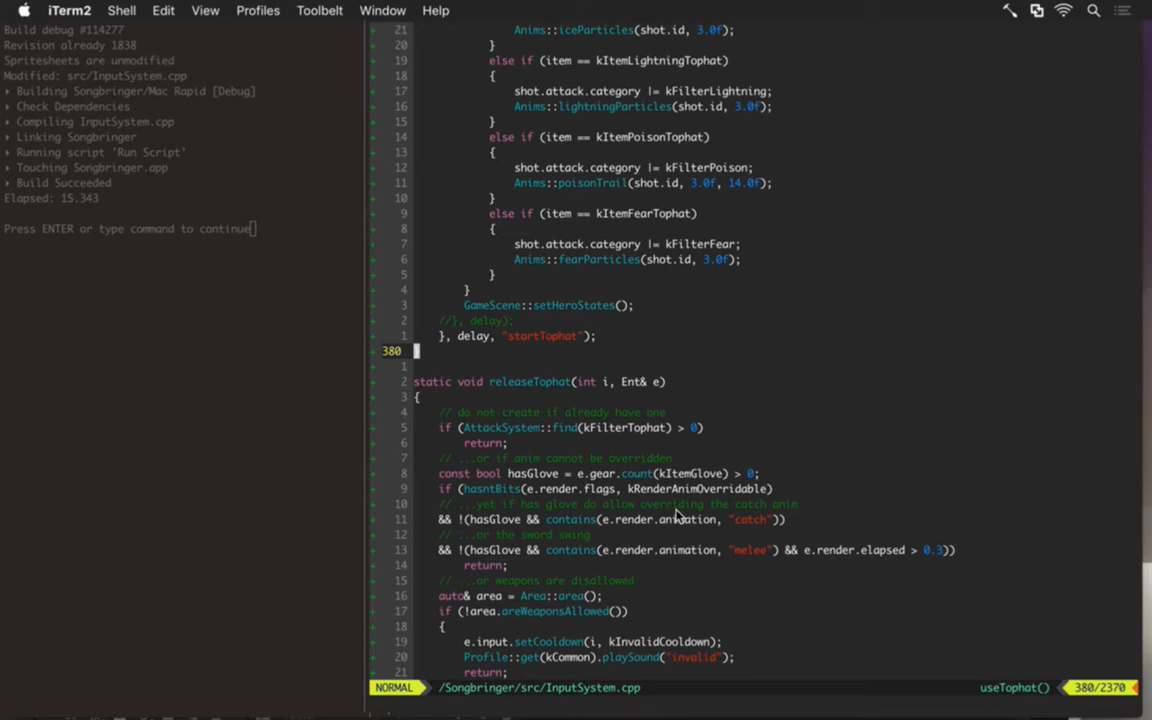 iTerm2 Shell Edit View Profiles Toolbelt Window Help
Build debug #114277
Revision already 1838
Spritesheets are unmodified
Modified: src/InputSystem.cpp
▸ Building Songbringer/Mac Rapid [Debug]
▸ Check Dependencies
▸ Compiling InputSystem.cpp
▸ Linking Songbringer
▸ Running script 'Run Script'
▸ Touching Songbringer.app
▸ Build Succeeded
Elapsed: 15.343
Press ENTER or type command to continue
+ 21 Anims::iceParticles(shot.id, 3.0f);
+ 20 }
+ 19 else if (item == kItemLightningTophat)
+ 18 {
+ 17 shot.attack.category |= kFilterLightning;
+ 16 Anims::lightningParticles(shot.id, 3.0f);
+ 15 }
+ 14 else if (item == kItemPoisonTophat)
+ 13 {
+ 12 shot.attack.category |= kFilterPoison;
+ 11 Anims::poisonTrail(shot.id, 3.0f, 14.0f);
+ 10 }
+ 9 else if (item == kItemFearTophat)
+ 8 {
+ 7 shot.attack.category |= kFilterFear;
+ 6 Anims::fearParticles(shot.id, 3.0f);
+ 5 }
+ 4 }
+ 3 GameScene::setHeroStates();
+ 2 //}, delay);
+ 1 }, delay, "startTophat");
+ 380 }
+ 1
+ 2 static void releaseTophat(int i, Ent& e)
+ 3 {
+ 4 // do not create if already have one
+ 5 if (AttackSystem::find(kFilterTophat) > 0)
+ 6 return;
+ 7 // ...or if anim cannot be overridden
+ 8 const bool hasGlove = e.gear.count(kItemGlove) > 0;
+ 9 if (hasntBits(e.render.flags, kRenderAnimOverridable)
+ 10 // ...yet if has glove do allow overriding the catch anim
+ 11 && !(hasGlove && contains(e.render.animation, "catch"))
+ 12 // ...or the sword swing
+ 13 && !(hasGlove && contains(e.render.animation, "melee") && e.render.elapsed > 0.3))
+ 14 return;
+ 15 // ...or weapons are disallowed
+ 16 auto& area = Area::area();
+ 17 if (!area.areWeaponsAllowed())
+ 18 {
+ 19 e.input.setCooldown(i, kInvalidCooldown);
+ 20 Profile::get(kCommon).playSound("invalid");
+ 21 return;
NORMAL /Songbringer/src/InputSystem.cpp useTophat() 380/2370